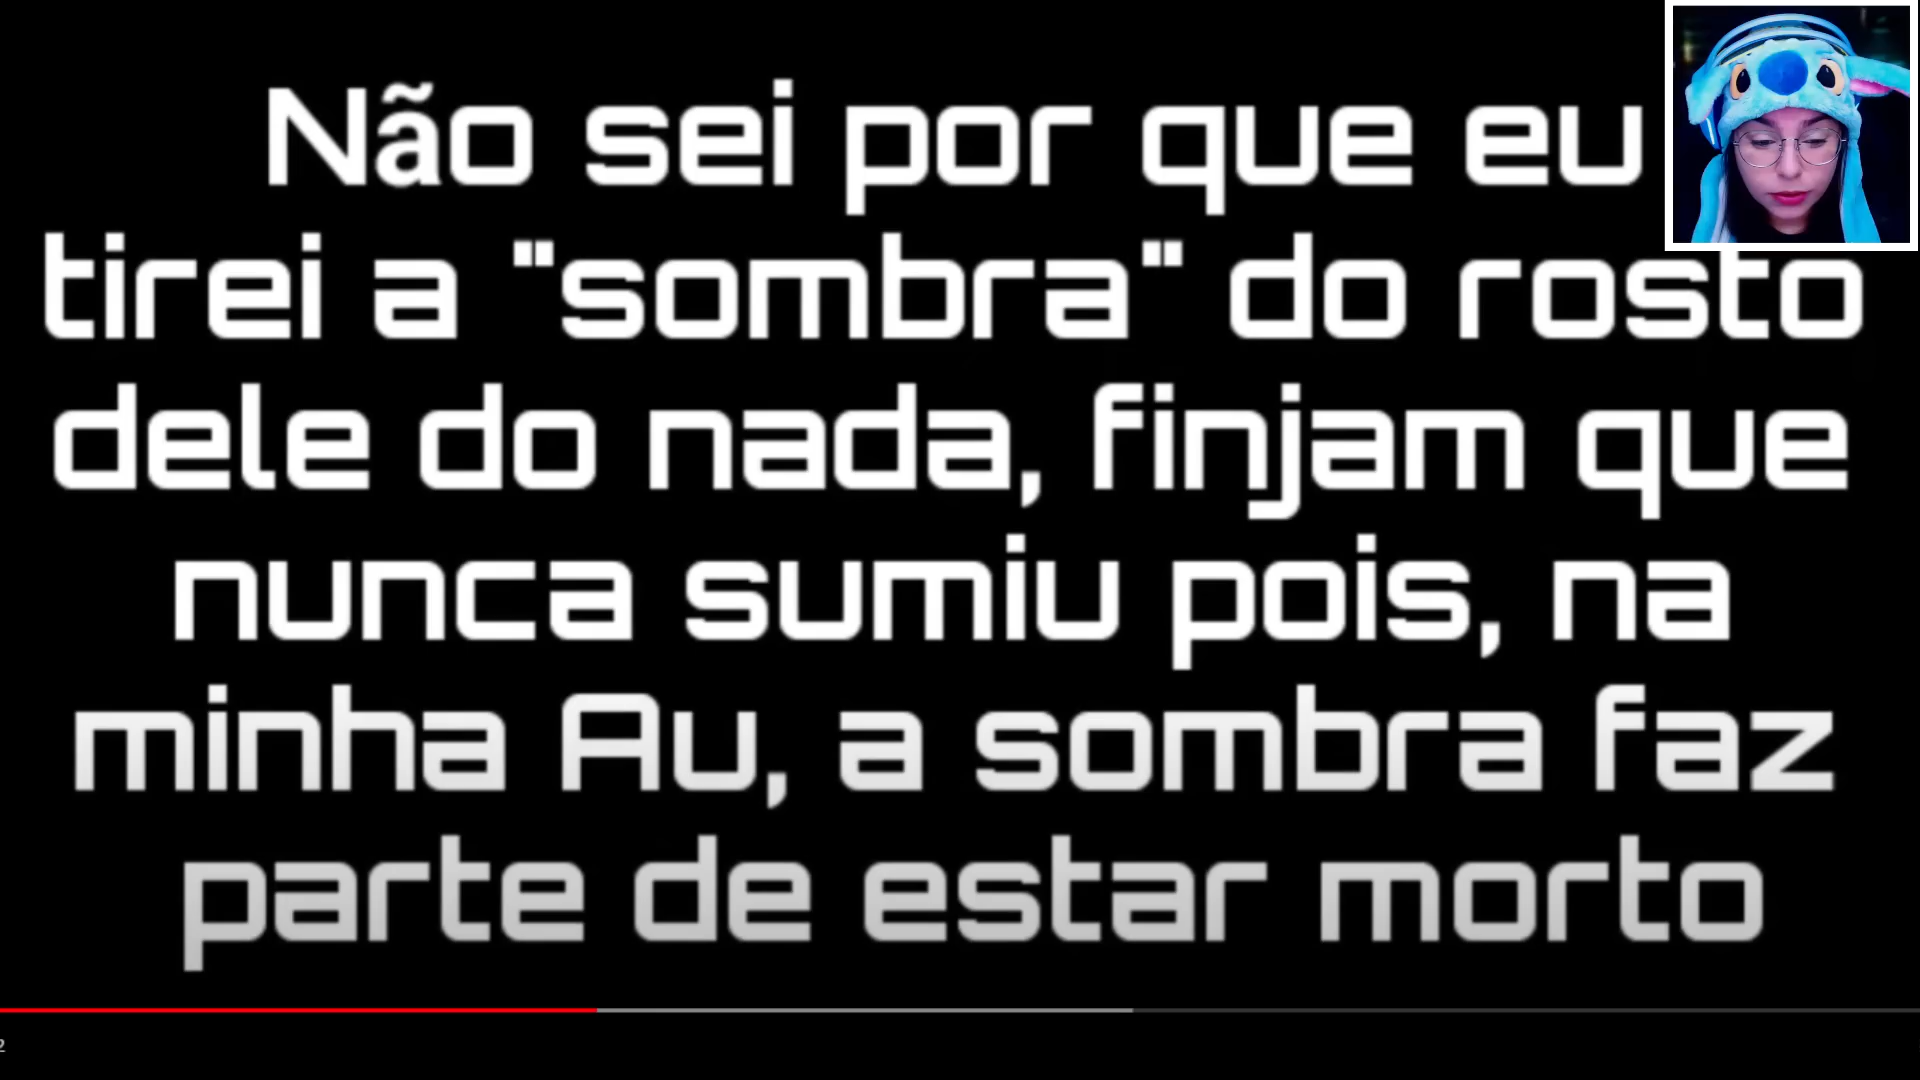 Não sei por que eu
tirei a "sombra" do rosto
dele do nada, finjam que
nunca sumiu pois, na
minha Au, a sombra faz
parte de estar morto
2